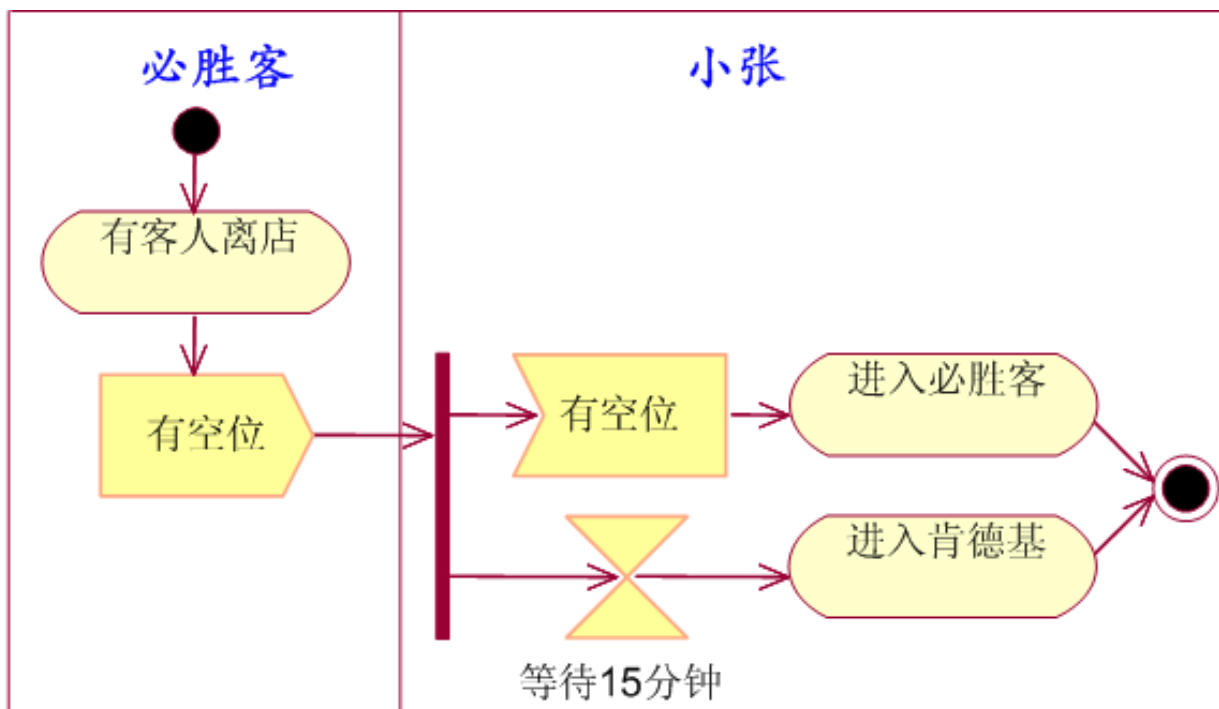 必胜客
小张
有客人离店
有空位
有空位
进入必胜客
进入肯德基
等待15分钟